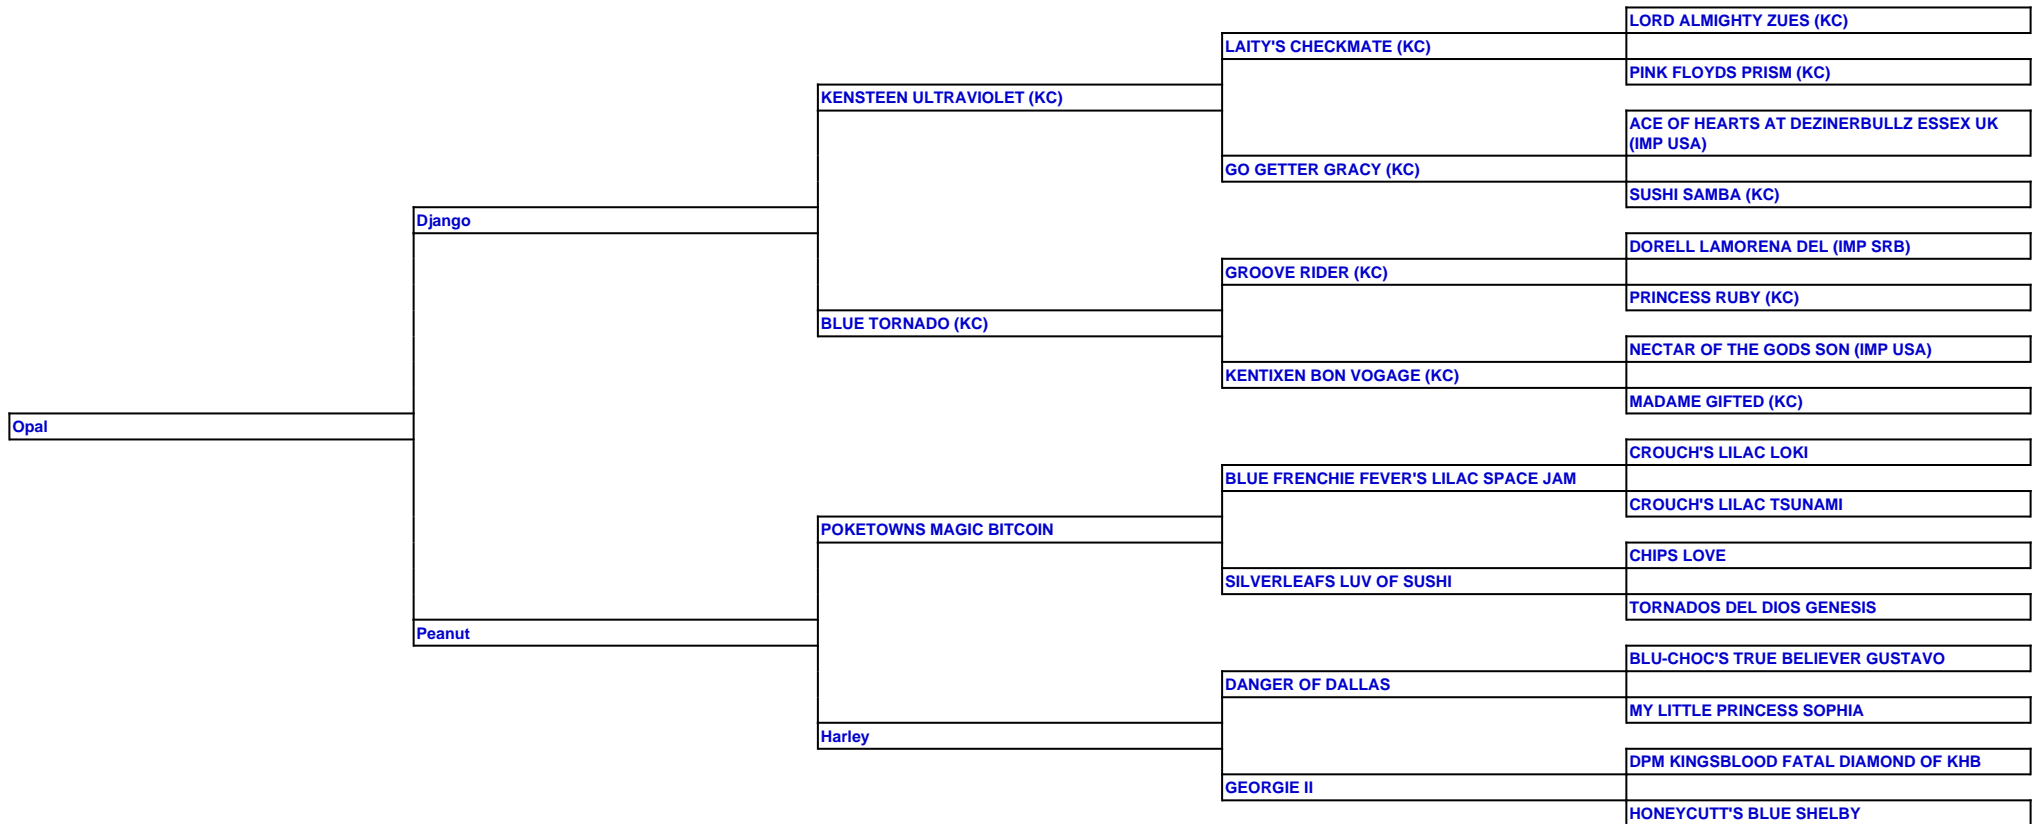 LORD ALMIGHTY ZUES (KC)
LAITY'S CHECKMATE (KC)
PINK FLOYDS PRISM (KC)
KENSTEEN ULTRAVIOLET (KC)
ACE OF HEARTS AT DEZINERBULLZ ESSEX UK
(IMP USA)
GO GETTER GRACY (KC)
SUSHI SAMBA (KC)
Django
DORELL LAMORENA DEL (IMP SRB)
GROOVE RIDER (KC)
PRINCESS RUBY (KC)
BLUE TORNADO (KC)
NECTAR OF THE GODS SON (IMP USA)
KENTIXEN BON VOGAGE (KC)
MADAME GIFTED (KC)
Opal
CROUCH'S LILAC LOKI
BLUE FRENCHIE FEVER'S LILAC SPACE JAM
CROUCH'S LILAC TSUNAMI
POKETOWNS MAGIC BITCOIN
CHIPS LOVE
SILVERLEAFS LUV OF SUSHI
TORNADOS DEL DIOS GENESIS
Peanut
BLU-CHOC'S TRUE BELIEVER GUSTAVO
DANGER OF DALLAS
MY LITTLE PRINCESS SOPHIA
Harley
DPM KINGSBLOOD FATAL DIAMOND OF KHB
GEORGIE II
HONEYCUTT'S BLUE SHELBY